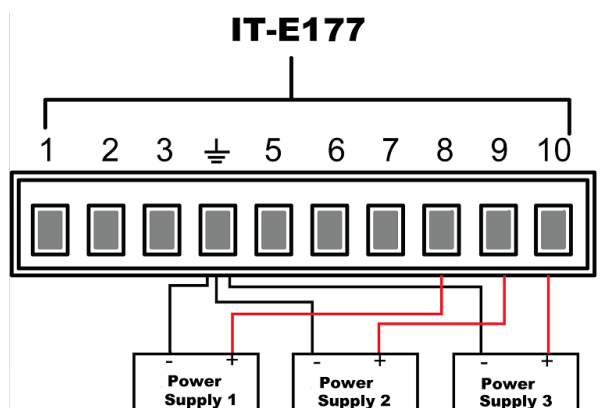 IT-E177
1 2 3 ⏚ 5 6 7 8 9 10
- + - + - +
Power Power Power
Supply 1 Supply 2 Supply 3